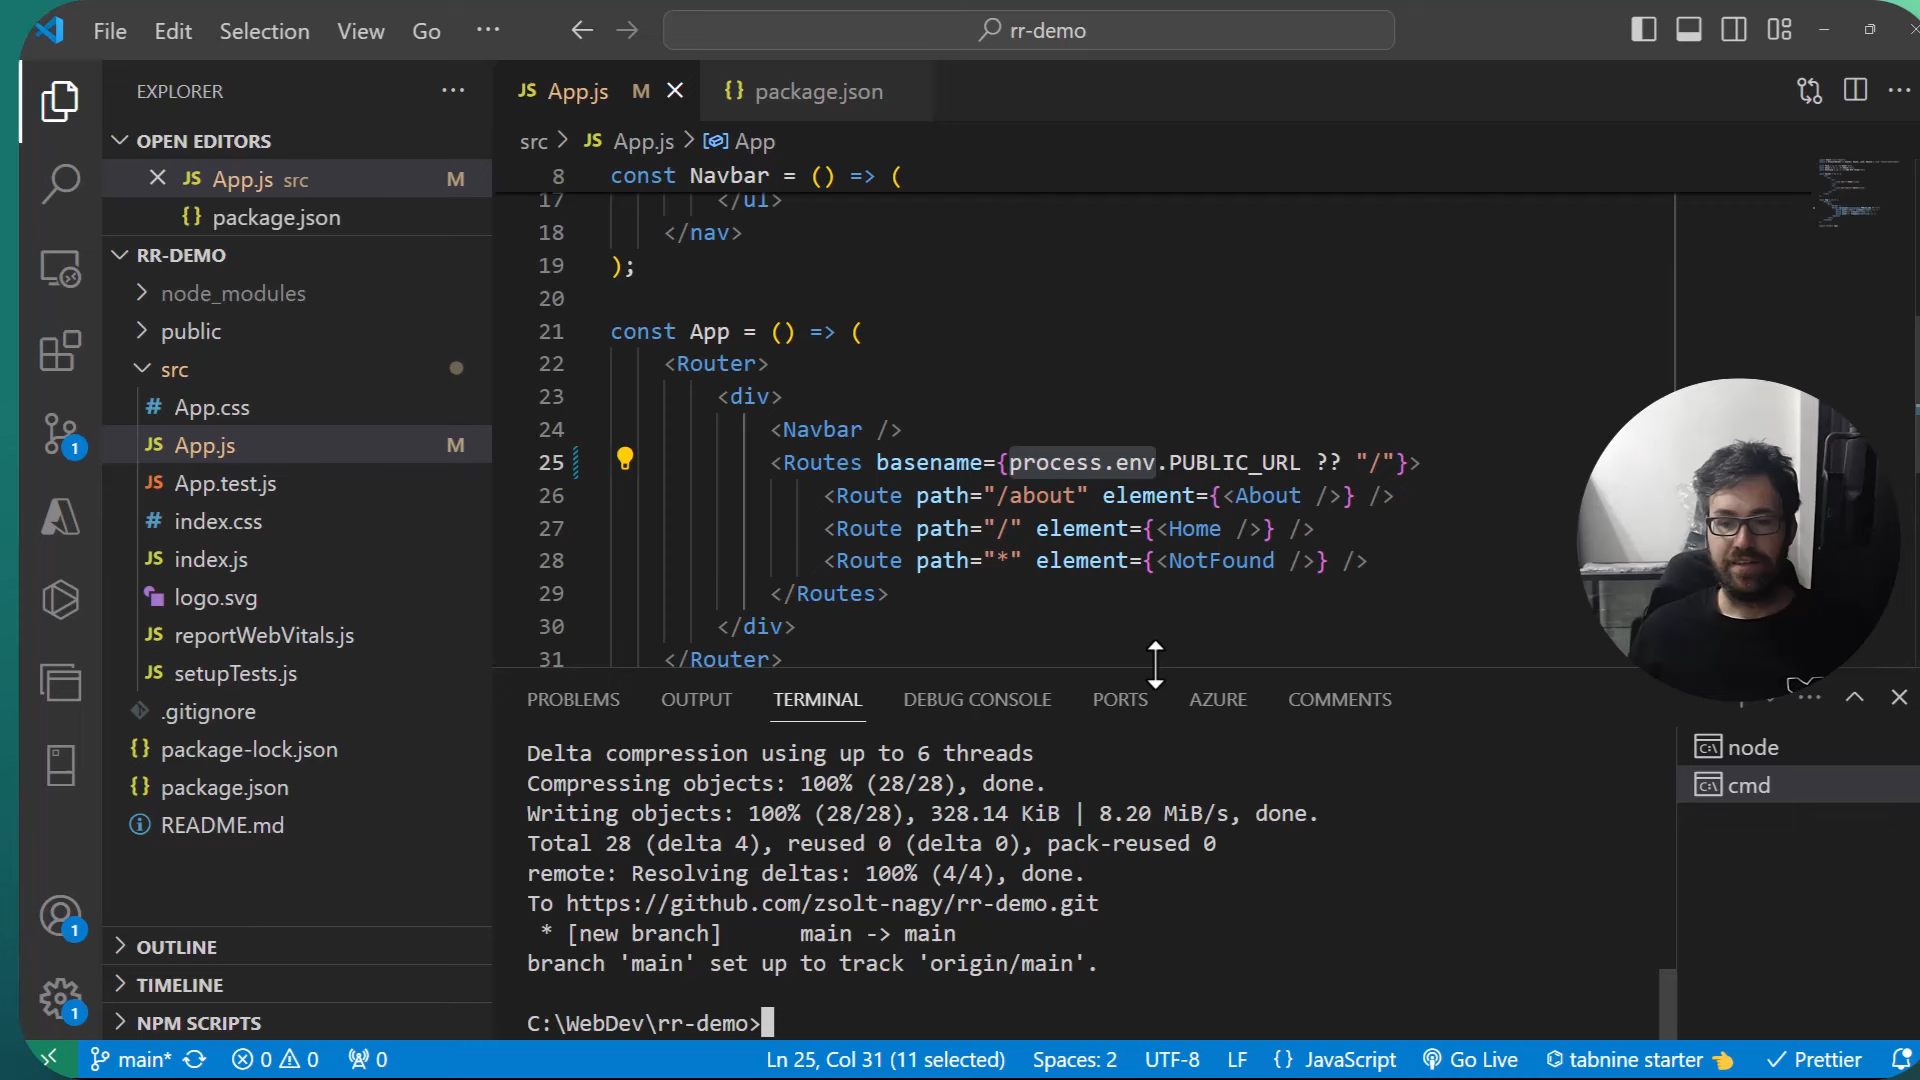 File Edit Selection View Go ··· rr-demo
EXPLORER ···
OPEN EDITORS
JS App.js src M
{} package.json
RR-DEMO
node_modules
public
src
# App.css
JS App.js M
JS App.test.js
# index.css
JS index.js
logo.svg
JS reportWebVitals.js
JS setupTests.js
.gitignore
{} package-lock.json
{} package.json
README.md
OUTLINE
TIMELINE
NPM SCRIPTS
1
1
1
JS App.js M
{} package.json
src > JS App.js > App
8 const Navbar = () => (
17 </ul>
18 </nav>
19 );
20
21 const App = () => (
22 <Router>
23 <div>
24 <Navbar />
25 <Routes basename={process.env.PUBLIC_URL ?? "/"}>
26 <Route path="/about" element={<About />} />
27 <Route path="/" element={<Home />} />
28 <Route path="*" element={<NotFound />} />
29 </Routes>
30 </div>
31 </Router>
PROBLEMS OUTPUT TERMINAL DEBUG CONSOLE PORTS AZURE COMMENTS
Delta compression using up to 6 threads
Compressing objects: 100% (28/28), done.
Writing objects: 100% (28/28), 328.14 KiB | 8.20 MiB/s, done.
Total 28 (delta 4), reused 0 (delta 0), pack-reused 0
remote: Resolving deltas: 100% (4/4), done.
To https://github.com/zsolt-nagy/rr-demo.git
* [new branch] main -> main
branch 'main' set up to track 'origin/main'.
C:\WebDev\rr-demo>
node
cmd
main* 0 0 0 Ln 25, Col 31 (11 selected) Spaces: 2 UTF-8 LF {} JavaScript Go Live tabnine starter Prettier